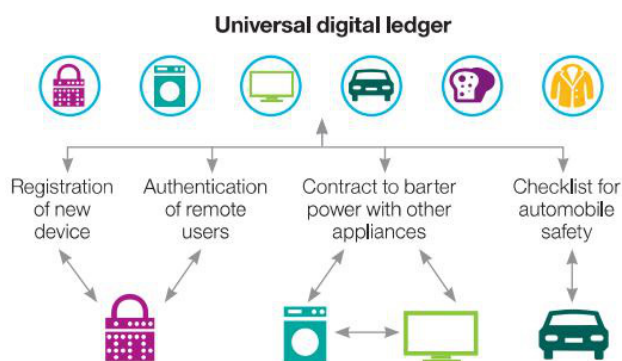 Universal digital ledger
Registration
of new
device
Authentication
of remote
users
Contract to barter
power with other
appliances
Checklist for
automobile
safety